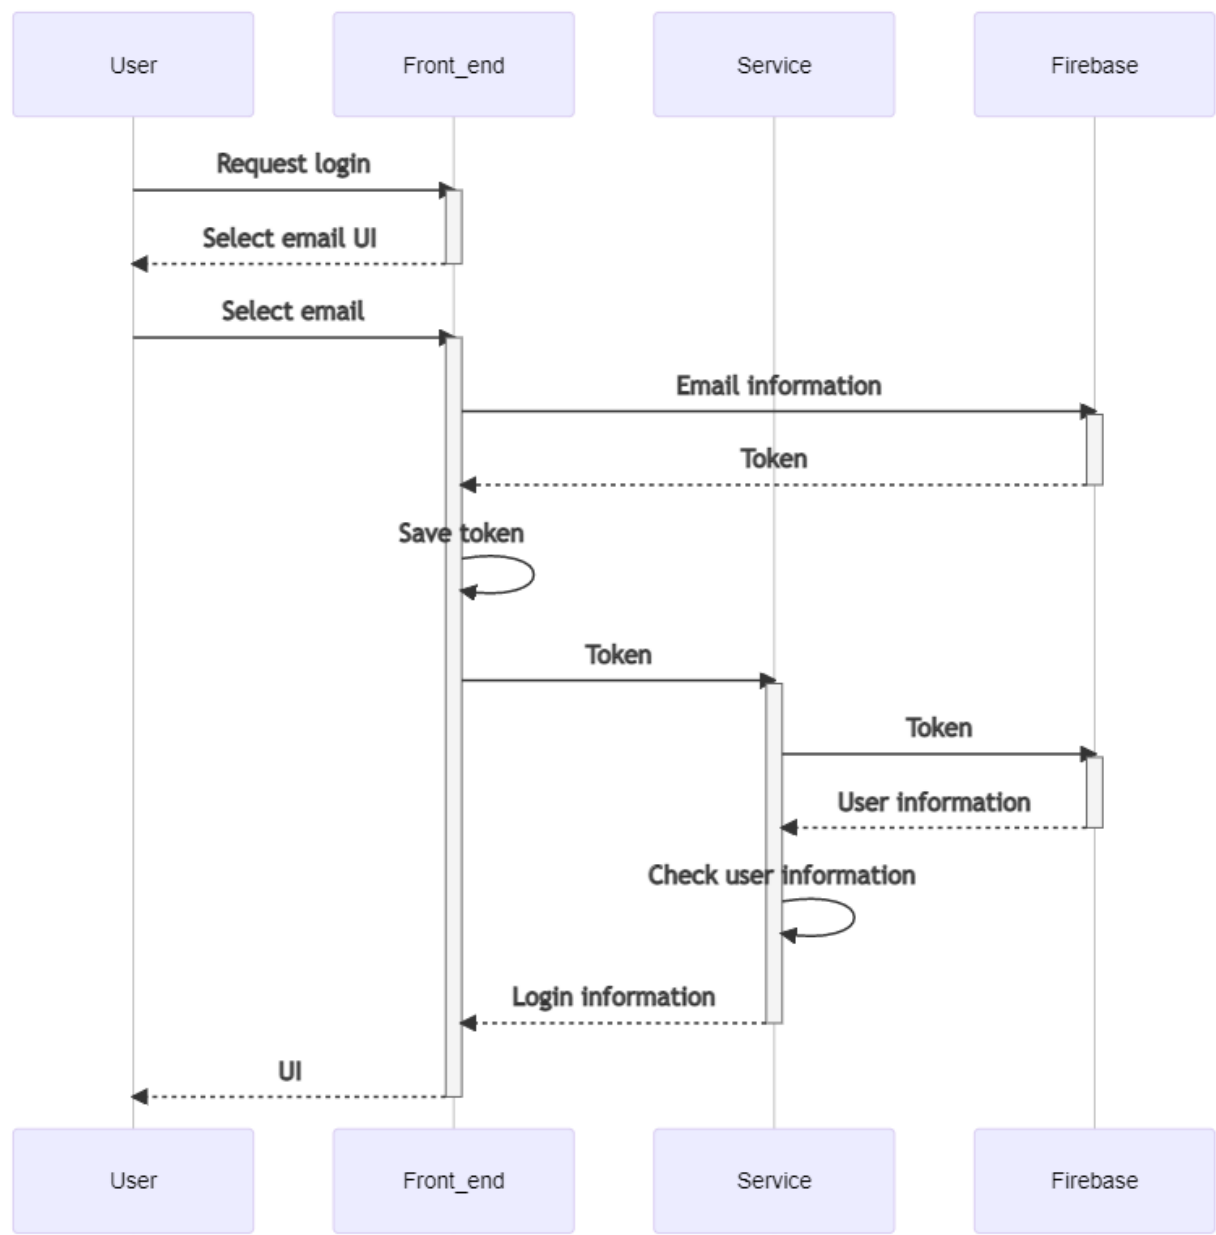 User
Front_end
Service
Firebase
Request login
Select email UI
Select email
Email information
Token
Save token
Token
Token
User information
Check user information
Login information
UI
User
Front_end
Service
Firebase